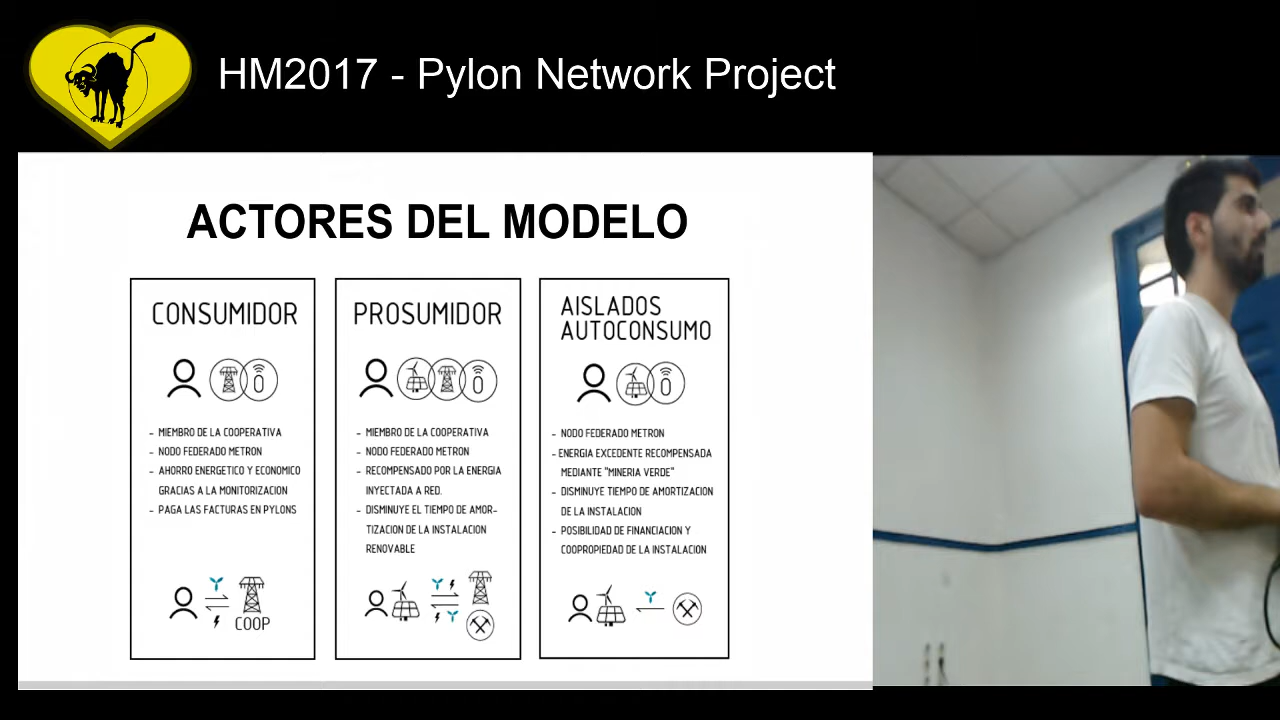 HM2017 - Pylon Network Project
ACTORES DEL MODELO
CONSUMIDOR
- MIEMBRO DE LA COOPERATIVA
- NODO FEDERADO METRON
- AHORRO ENERGETICO Y ECONOMICO
GRACIAS A LA MONITORIZACION
- PAGA LAS FACTURAS EN PYLONS
COOP
PROSUMIDOR
- MIEMBRO DE LA COOPERATIVA
- NODO FEDERADO METRON
- RECOMPENSADO POR LA ENERGIA
INYECTADA A RED.
- DISMINUYE EL TIEMPO DE AMOR-
TIZACION DE LA INSTALACION
RENOVABLE
AISLADOS
AUTOCONSUMO
- NODO FEDERADO METRON
- ENERGIA EXCEDENTE RECOMPENSADA
MEDIANTE "MINERIA VERDE"
- DISMINUYE TIEMPO DE AMORTIZACION
DE LA INSTALACION
- POSIBILIDAD DE FINANCIACION Y
COOPROPIEDAD DE LA INSTALACION